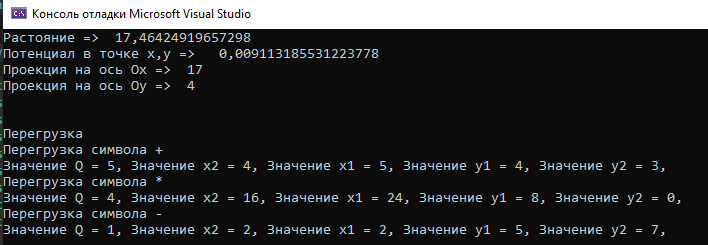 Консоль отладки Microsoft Visual Studio
Растояние => 17,46424919657298
Потенциал в точке x,y => 0,009113185531223778
Проекция на ось Ox => 17
Проекция на ось Oy => 4
Перегрузка
Перегрузка символа +
Значение Q = 5, Значение x2 = 4, Значение x1 = 5, Значение y1 = 4, Значение y2 = 3,
Перегрузка символа *
Значение Q = 4, Значение x2 = 16, Значение x1 = 24, Значение y1 = 8, Значение y2 = 0,
Перегрузка символа -
Значение Q = 1, Значение x2 = 2, Значение x1 = 2, Значение y1 = 5, Значение y2 = 7,